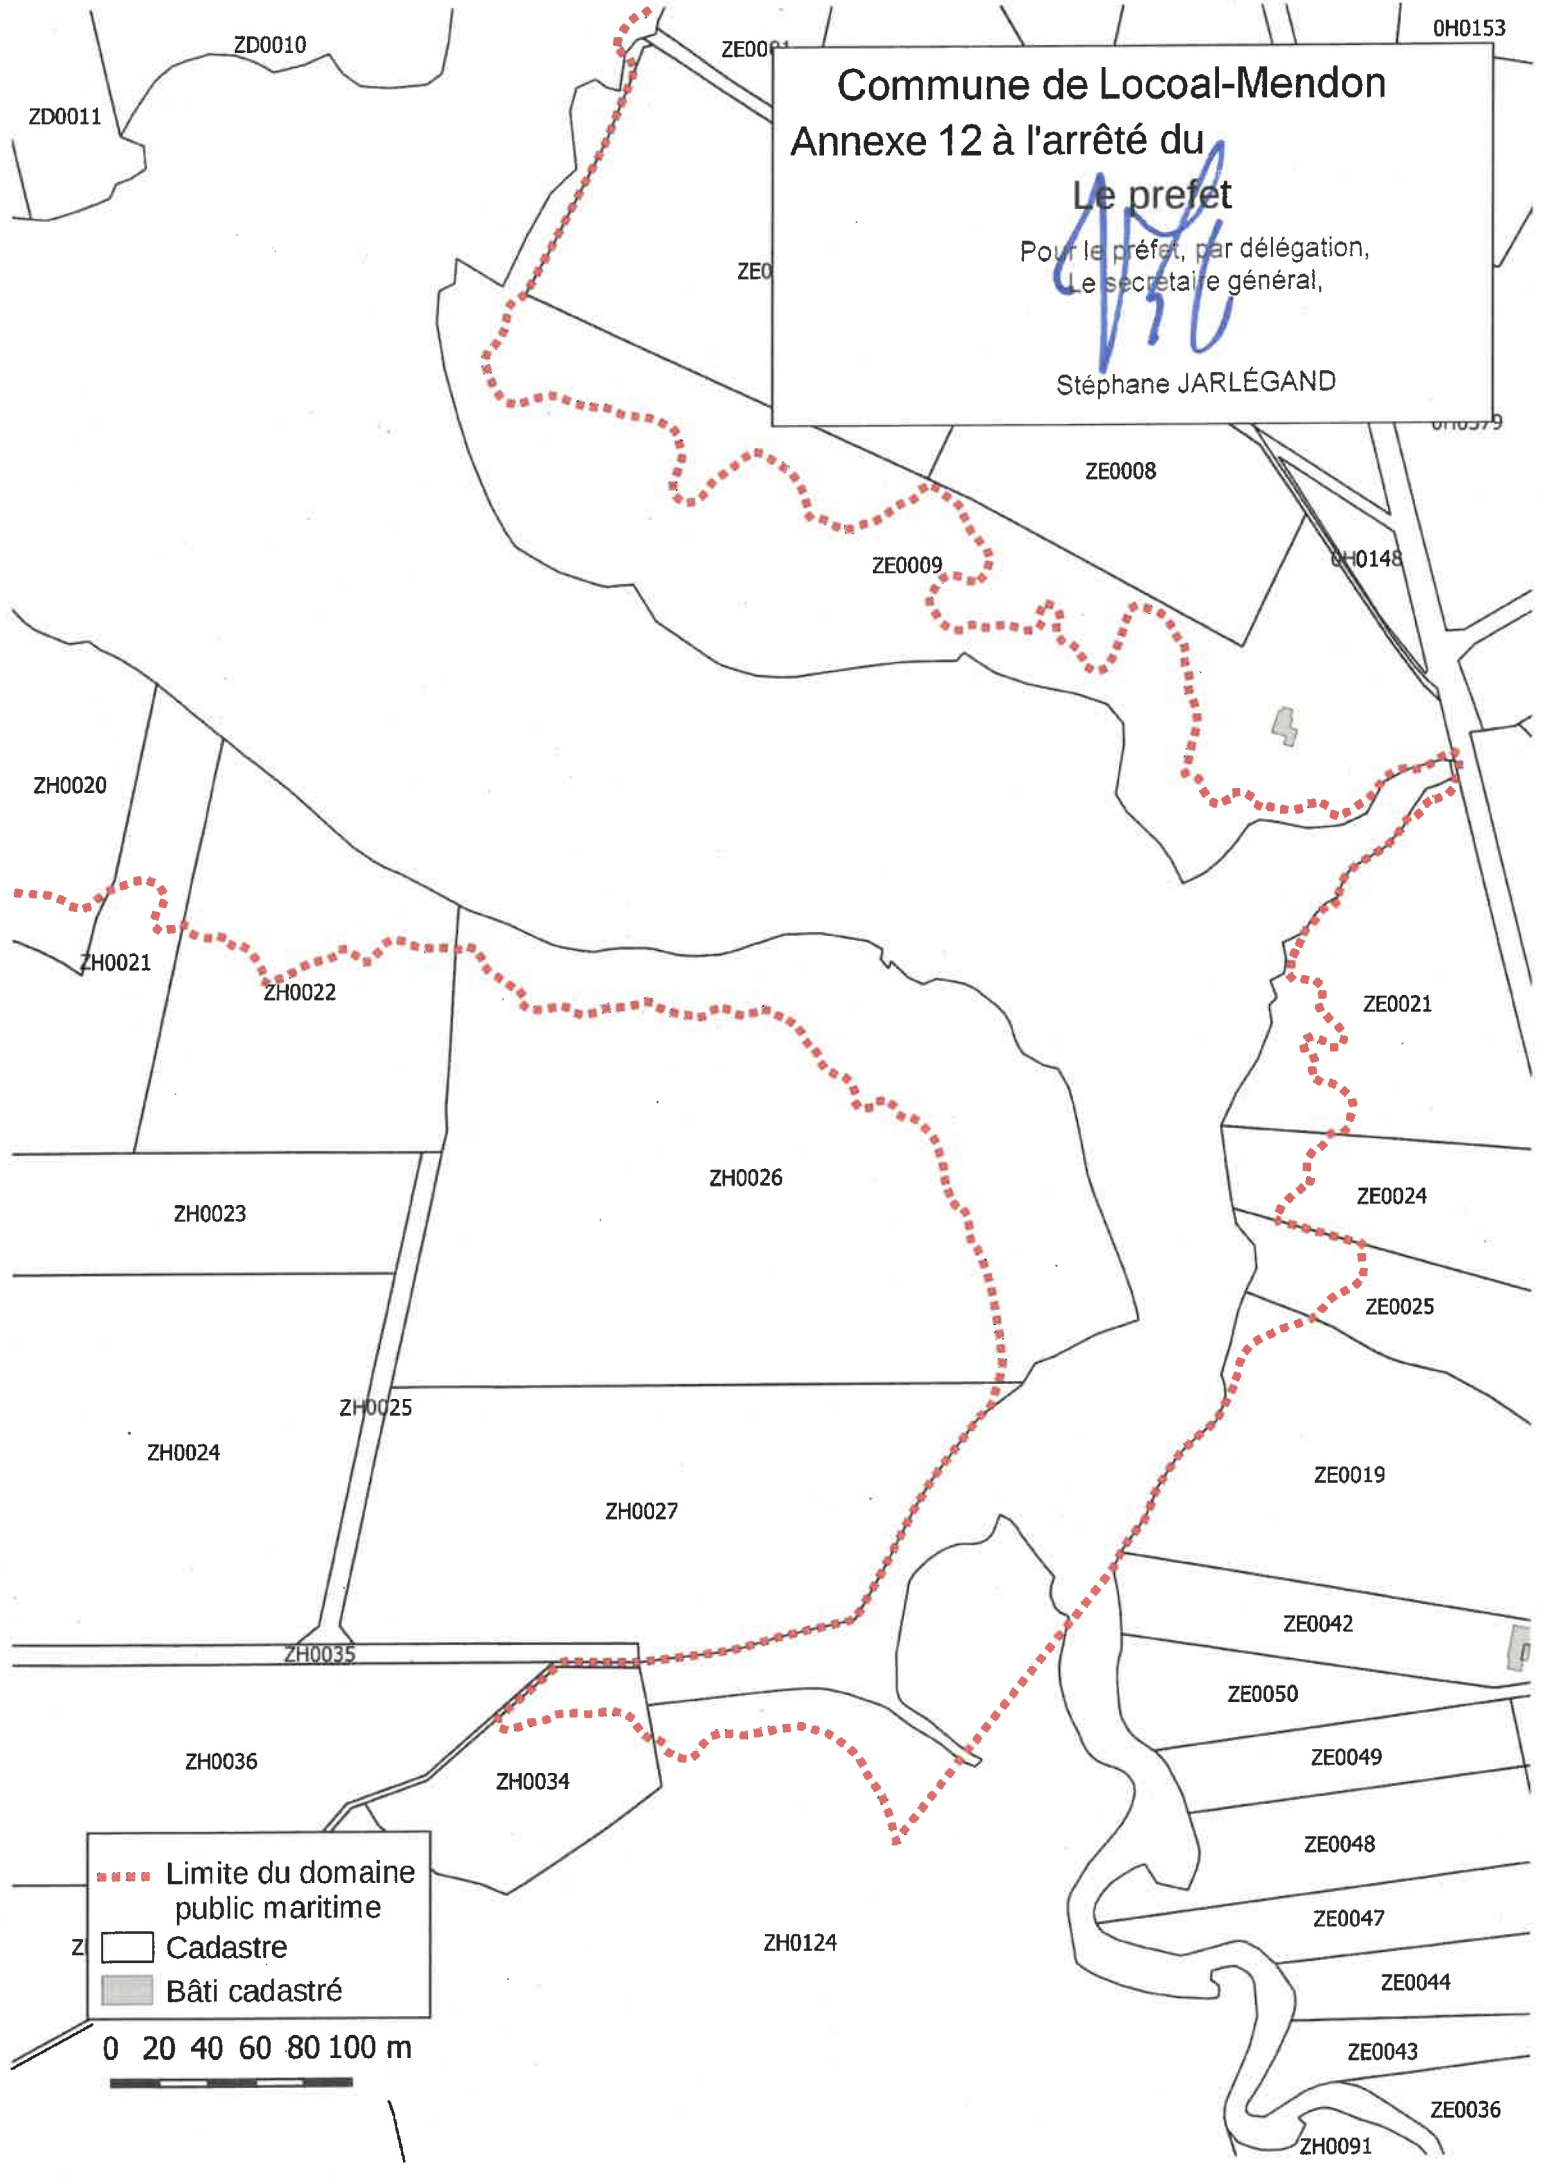 ZD0010
0H0153
ZD0011
Commune de Locoal-Mendon
Annexe 12 à l'arrêté du
Le prefet
Pour le préfet, par délégation,
Le secrétaire général,
Stéphane JARLÉGAND
ZE0008
0H0148
ZE0009
ZH0020
ZH0021
ZH0022
ZE0021
ZH0026
ZE0024
ZH0023
ZE0025
ZH0025
ZH0024
ZE0019
ZH0027
ZE0042
ZH0035
ZE0050
ZH0036
ZE0049
ZH0034
ZE0048
Limite du domaine
public maritime
ZE0047
ZH0124
Cadastre
ZE0044
Bâti cadastré
0 20 40 60 80 100 m
ZE0043
ZE0036
ZH0091